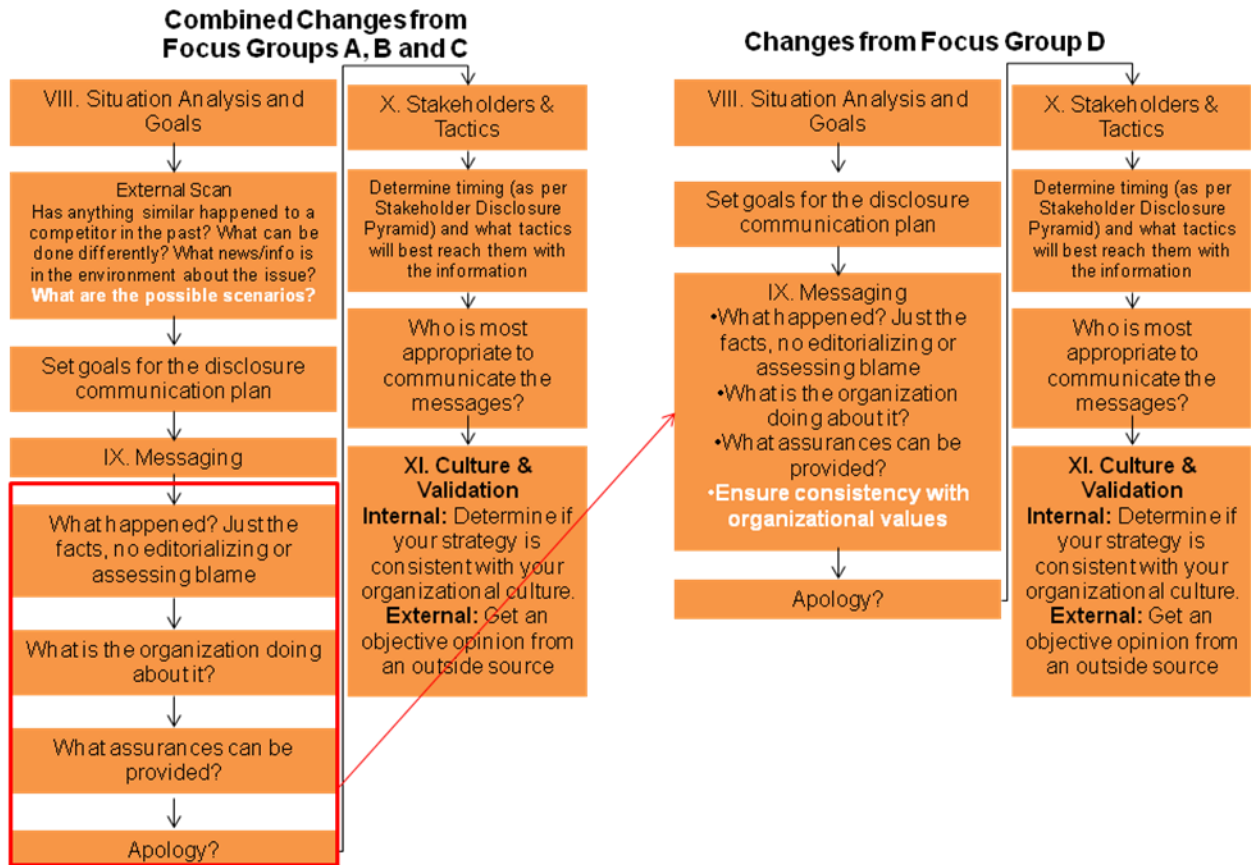 Combined Changes from
Focus Groups A, B and C
VIII. Situation Analysis and
Goals
External Scan
Has anything similar happened to a
competitor in the past? What can be
done differently? What news/info is
in the environment about the issue?
What are the possible scenarios?
Set goals for the disclosure
communication plan
IX. Messaging
What happened? Just the
facts, no editorializing or
assessing blame
What is the organization doing
about it?
What assurances can be
provided?
Apology?
X. Stakeholders &
Tactics
Determine timing (as per
Stakeholder Disclosure
Pyramid) and what tactics
will best reach them with
the information
Who is most
appropriate to
communicate the
messages?
XI. Culture &
Validation
Internal: Determine if
your strategy is
consistent with your
organizational culture.
External: Get an
objective opinion from
an outside source
Changes from Focus Group D
VIII. Situation Analysis and
Goals
Set goals for the disclosure
communication plan
IX. Messaging
•What happened? Just the
facts, no editorializing or
assessing blame
•What is the organization
doing about it?
•What assurances can be
provided?
•Ensure consistency with
organizational values
Apology?
X. Stakeholders &
Tactics
Determine timing (as per
Stakeholder Disclosure
Pyramid) and what tactics
will best reach them with
the information
Who is most
appropriate to
communicate the
messages?
XI. Culture &
Validation
Internal: Determine if
your strategy is
consistent with your
organizational culture.
External: Get an
objective opinion from
an outside source